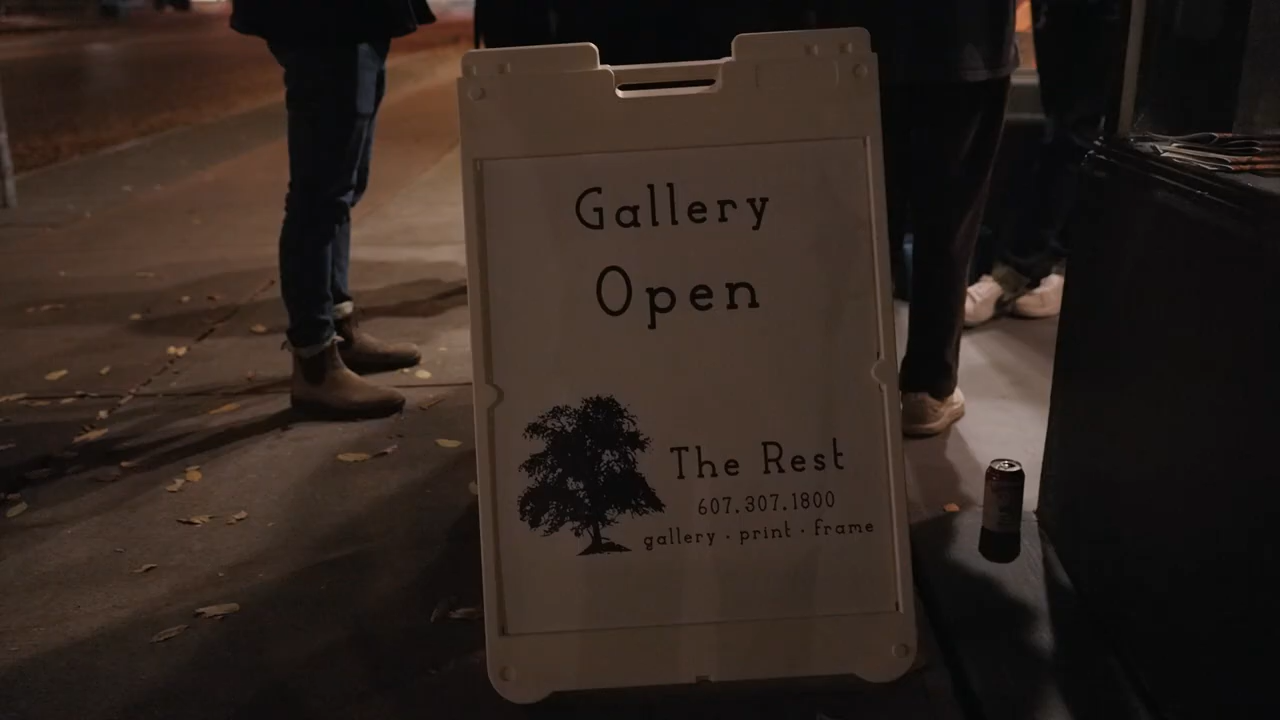 Gallery
Open
The Rest
607.307.1800
gallery · print · frame